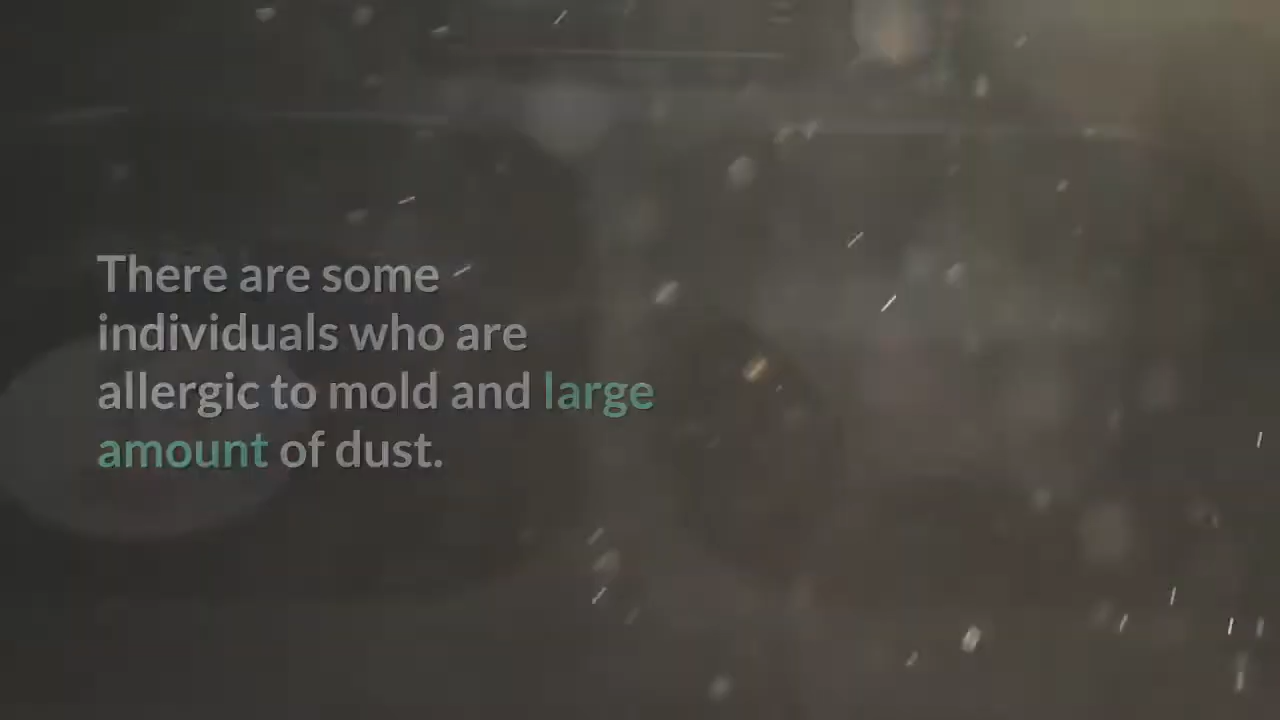 There are some
individuals who are
allergic to mold and large
amount of dust.